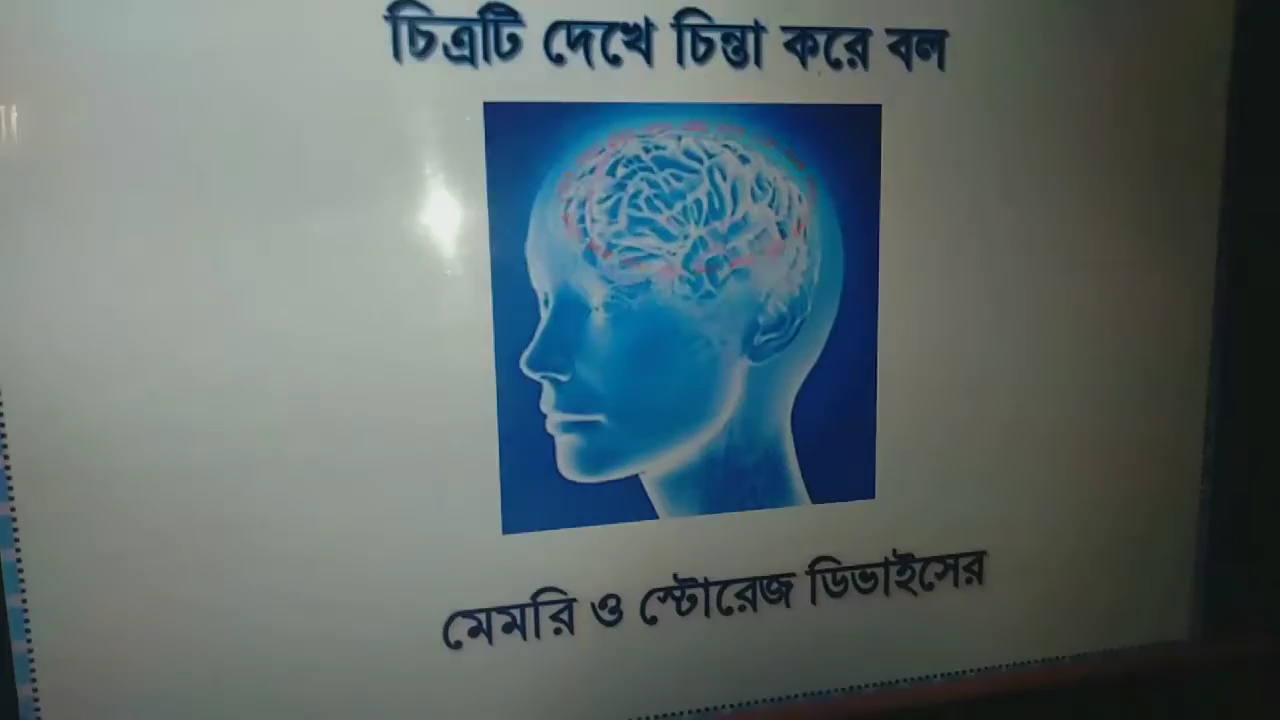 চিত্রটি দেখে চিন্তা করে বল
মেমরি ও স্টোরেজ ডিভাইসের